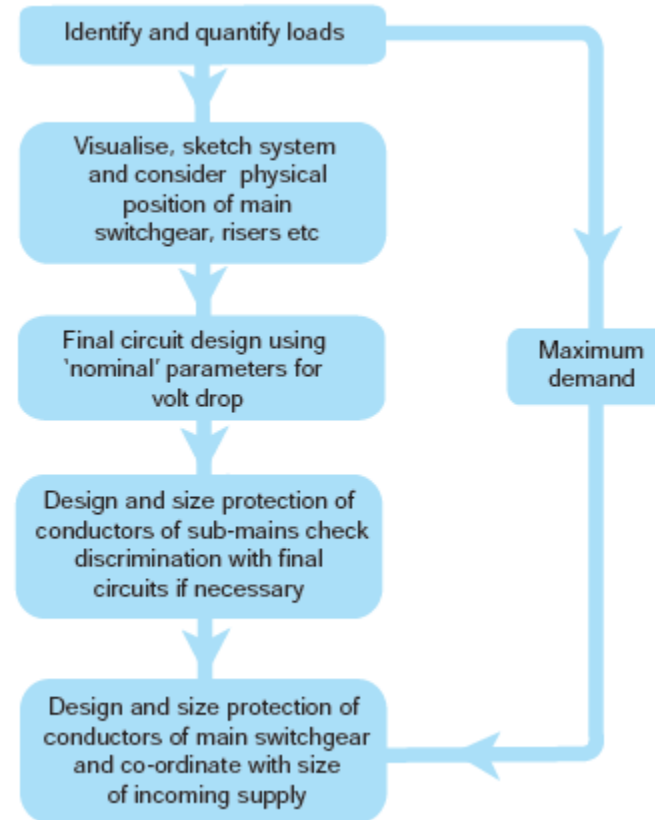 Identify and quantify loads
Visualise, sketch system
and consider physical
position of main
switchgear, risers etc
Final circuit design using
'nominal' parameters for
volt drop
Maximum
demand
Design and size protection of
conductors of sub-mains check
discrimination with final
circuits if necessary
Design and size protection of
conductors of main switchgear
and co-ordinate with size
of incoming supply